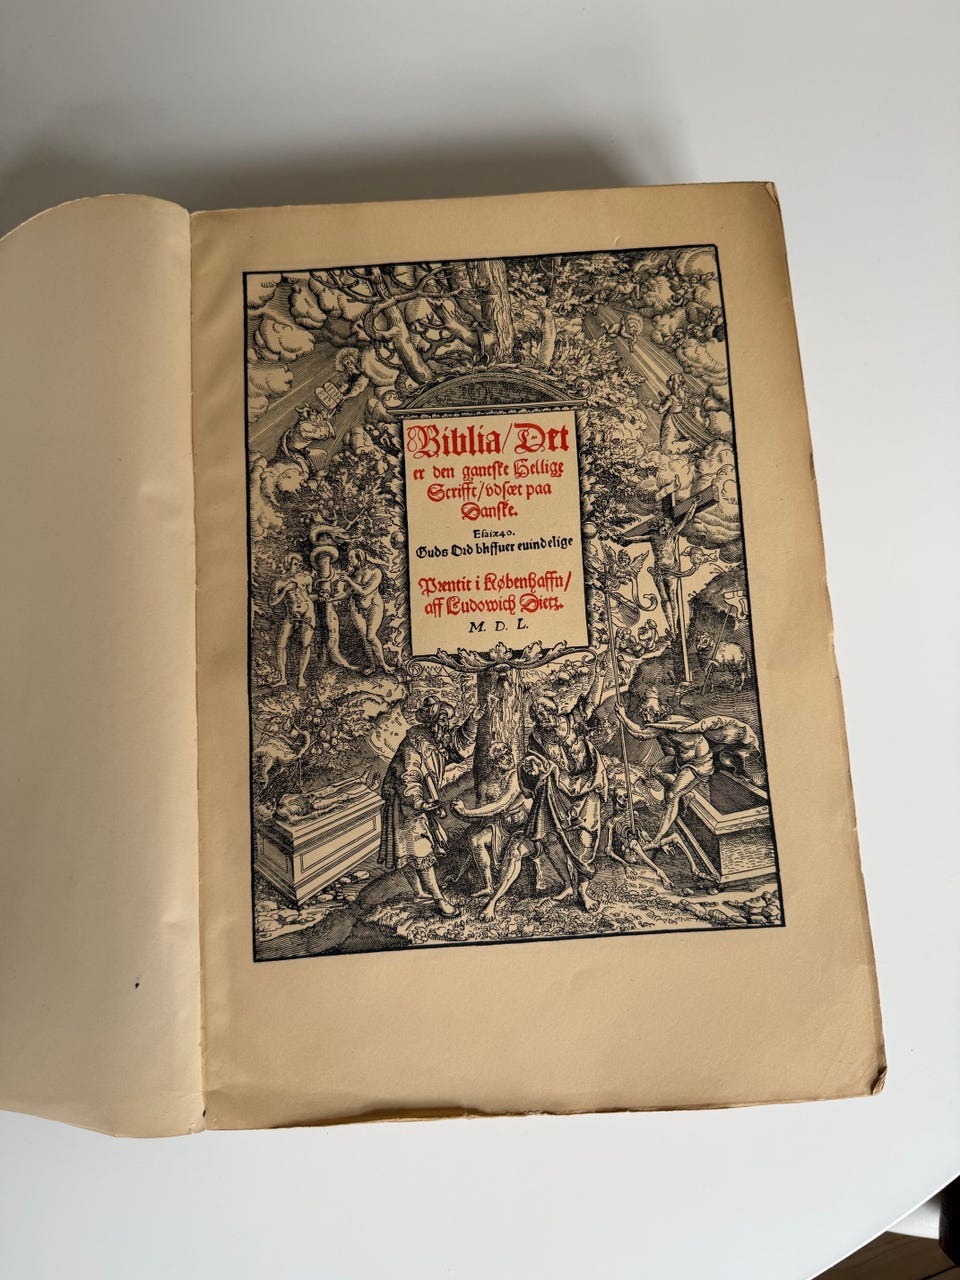 Biblia/Det
er den gantske Hellige
Scrifft/vdsæt paa
Danske.
Esaiæ 40.
Guds Ord bliffuer euindelige
Prentit i Københaffn/
aff Ludowich Dietz.
M. D. L.